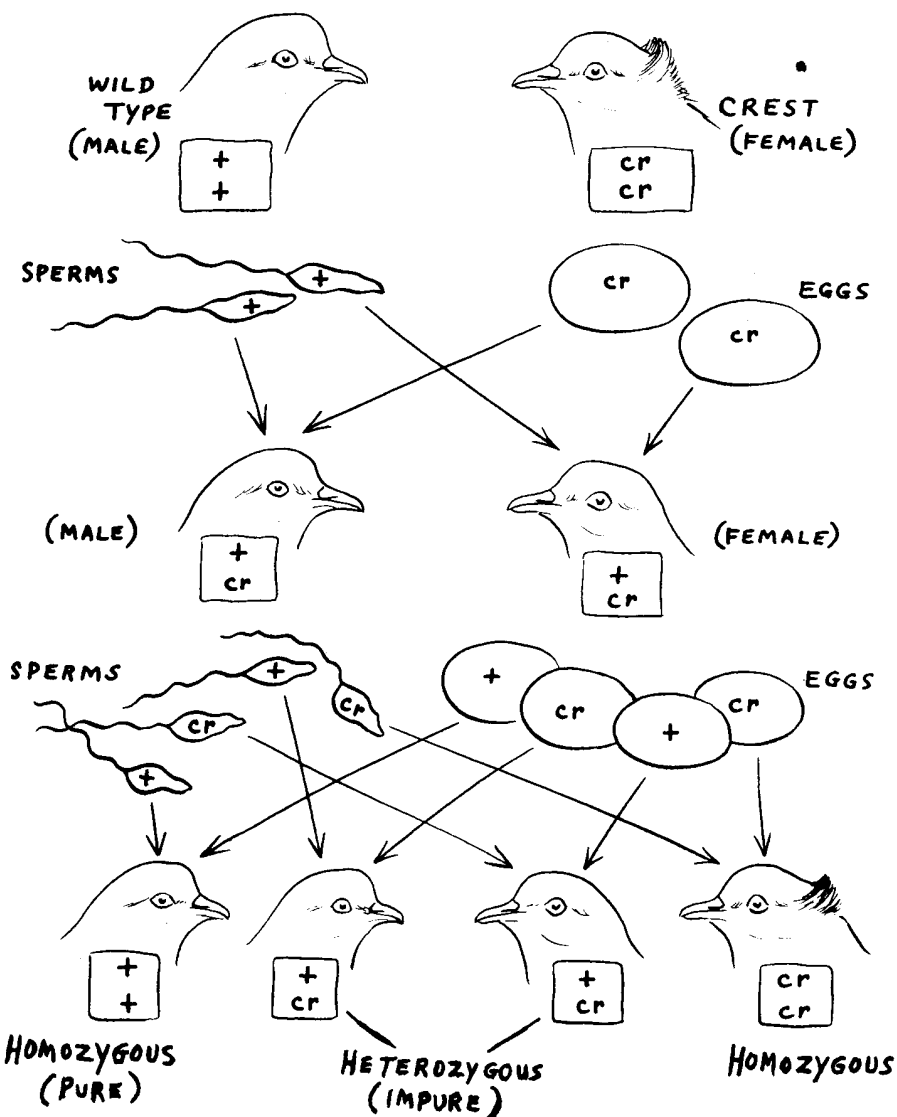 WILD
TYPE
(MALE)
+
+
CREST
(FEMALE)
cr
cr
SPERMS
+
+
cr
cr
EGGS
(MALE)
+
cr
(FEMALE)
+
cr
SPERMS
+
cr
cr
+
+
cr
+
cr
EGGS
+
+
+
cr
+
cr
cr
cr
HOMOZYGOUS
(PURE)
HETEROZYGOUS
(IMPURE)
HOMOZYGOUS